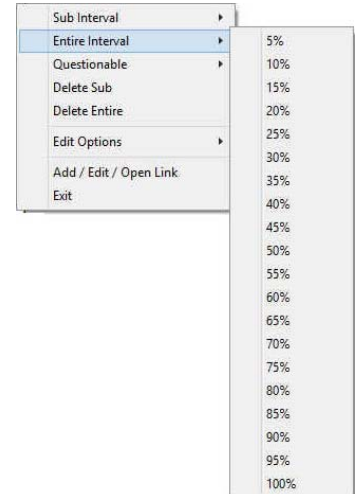 Sub Interval
Entire Interval
Questionable
Delete Sub
Delete Entire
Edit Options
Add / Edit / Open Link
Exit
5%
10%
15%
20%
25%
30%
35%
40%
45%
50%
55%
60%
65%
70%
75%
80%
85%
90%
95%
100%